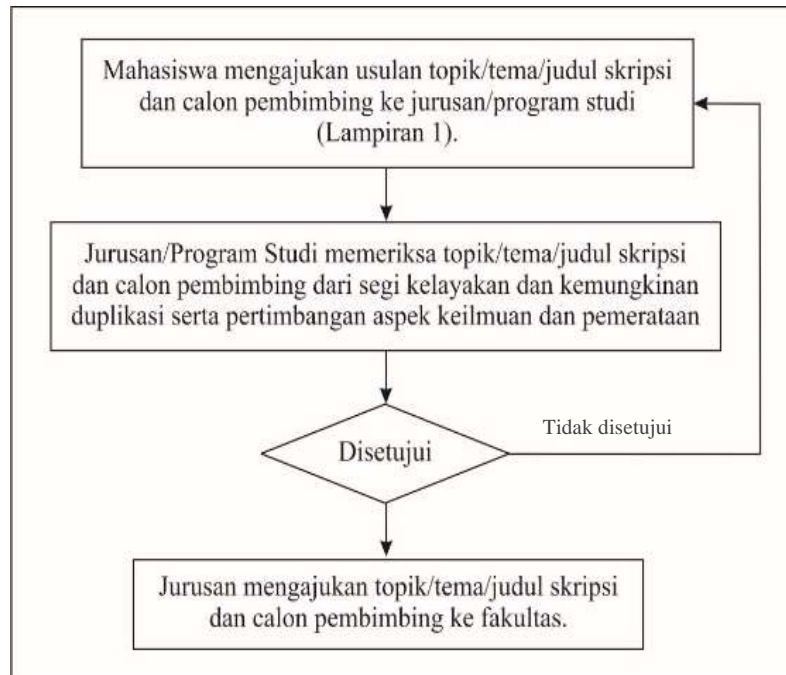 Mahasiswa mengajukan usulan topik/tema/judul skripsi
dan calon pembimbing ke jurusan/program studi
(Lampiran 1).
Jurusan/Program Studi memeriksa topik/tema/judul skripsi
dan calon pembimbing dari segi kelayakan dan kemungkinan
duplikasi serta pertimbangan aspek keilmuan dan pemerataan
Disetujui
Tidak disetujui
Jurusan mengajukan topik/tema/judul skripsi
dan calon pembimbing ke fakultas.